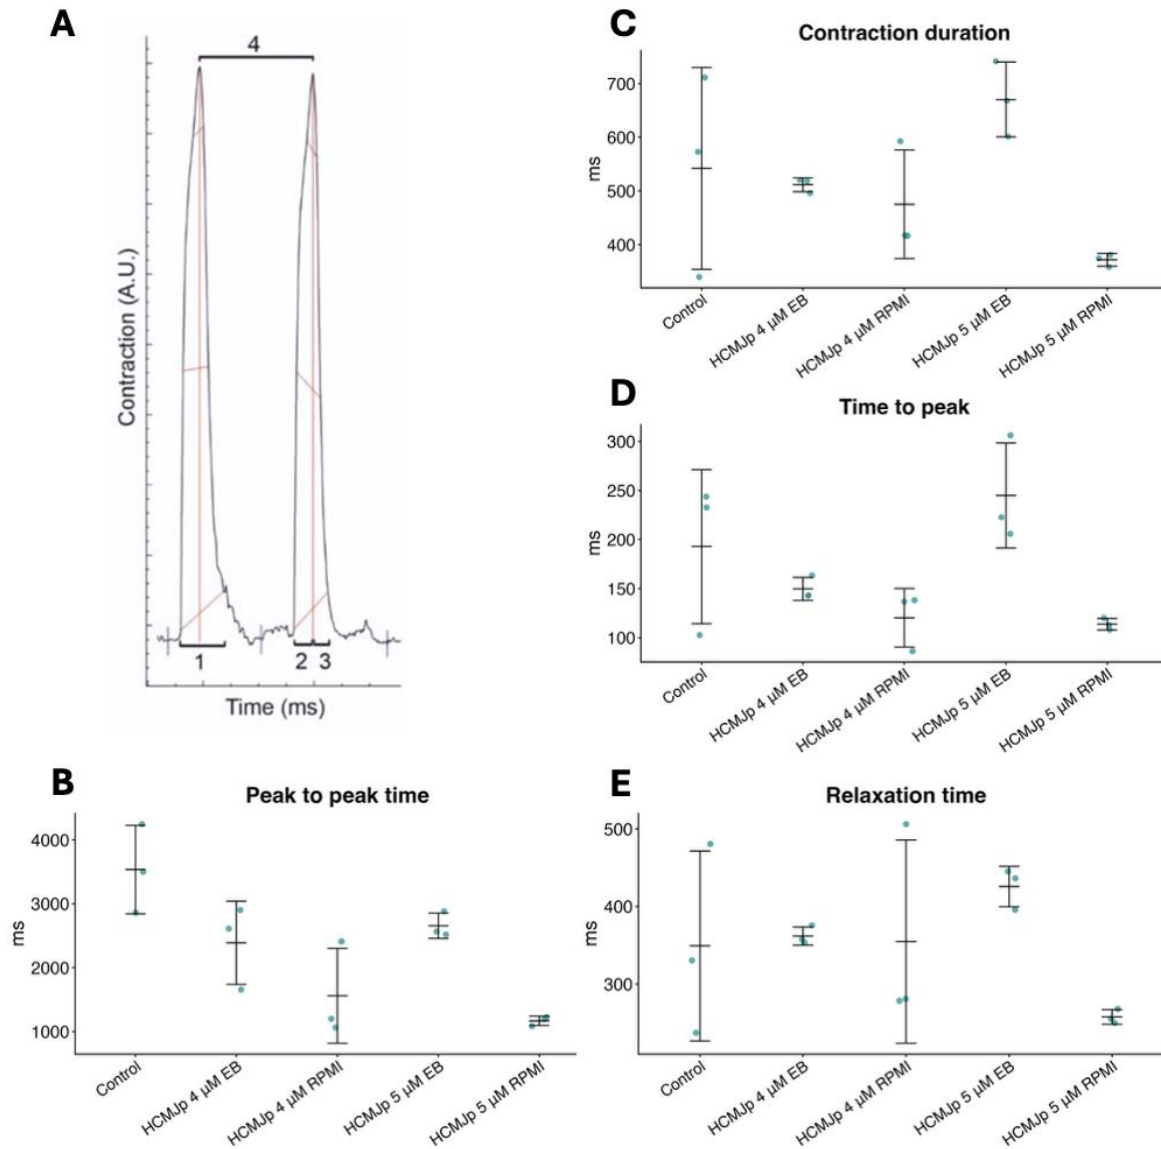 A
4
Contraction (A.U.)
1
2 3
Time (ms)
B
Peak to peak time
4000
3000
2000
1000
ms
Control
HCMJp 4 µM EB
HCMJp 4 µM RPMI
HCMJp 5 µM EB
HCMJp 5 µM RPMI
C
Contraction duration
700
600
500
400
ms
Control
HCMJp 4 µM EB
HCMJp 4 µM RPMI
HCMJp 5 µM EB
HCMJp 5 µM RPMI
D
Time to peak
300
250
200
150
100
ms
Control
HCMJp 4 µM EB
HCMJp 4 µM RPMI
HCMJp 5 µM EB
HCMJp 5 µM RPMI
E
Relaxation time
500
400
300
ms
Control
HCMJp 4 µM EB
HCMJp 4 µM RPMI
HCMJp 5 µM EB
HCMJp 5 µM RPMI